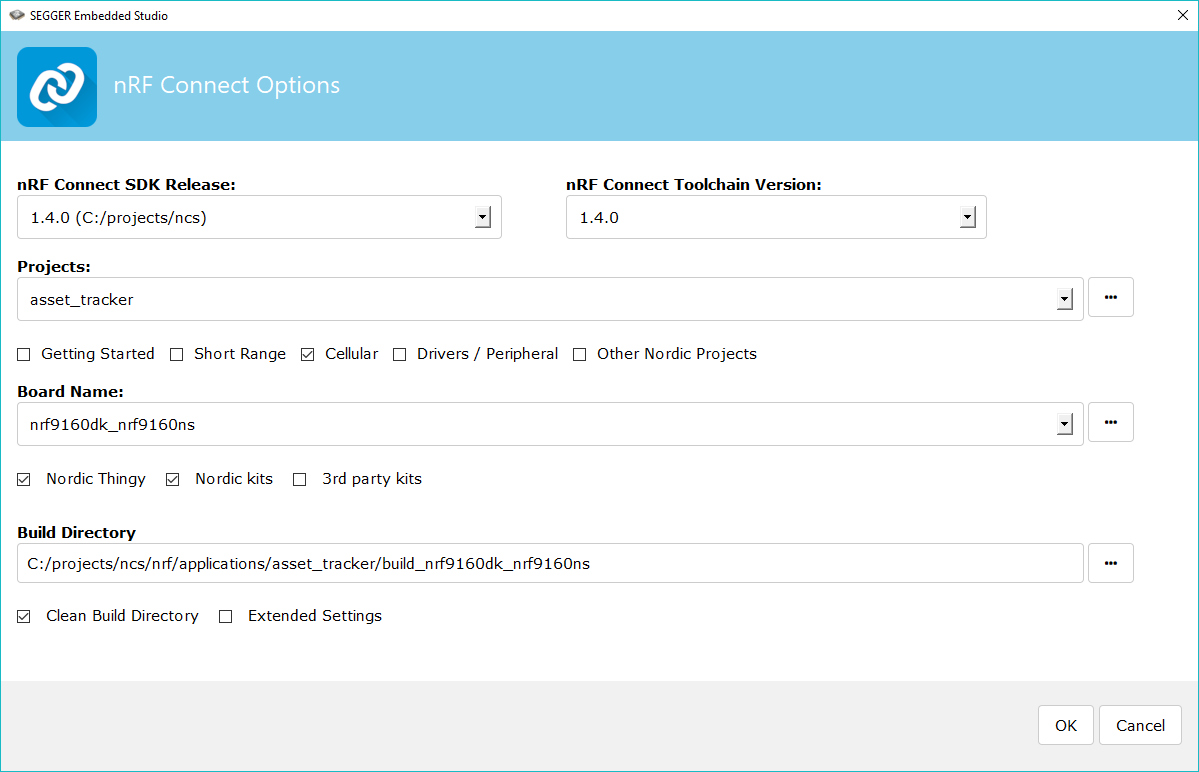 SEGGER Embedded Studio
nRF Connect Options
nRF Connect SDK Release: nRF Connect Toolchain Version:
1.4.0 (C:/projects/ncs) 1.4.0
Projects:
asset_tracker ...
Getting Started Short Range Cellular Drivers / Peripheral Other Nordic Projects
Board Name:
nrf9160dk_nrf9160ns ...
Nordic Thingy Nordic kits 3rd party kits
Build Directory
C:/projects/ncs/nrf/applications/asset_tracker/build_nrf9160dk_nrf9160ns ...
Clean Build Directory Extended Settings
OK Cancel